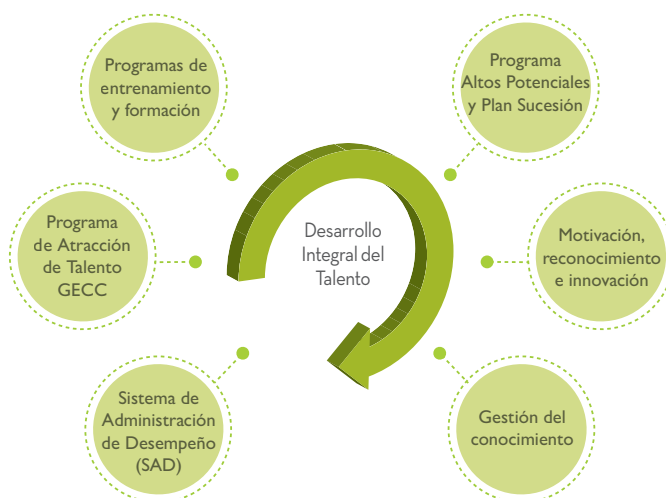 Programas de
entrenamiento
y formación
Programa
Altos Potenciales
y Plan Sucesión
Programa
de Atracción
de Talento
GECC
Desarrollo
Integral del
Talento
Motivación,
reconocimiento
e innovación
Sistema de
Administración
de Desempeño
(SAD)
Gestión del
conocimiento